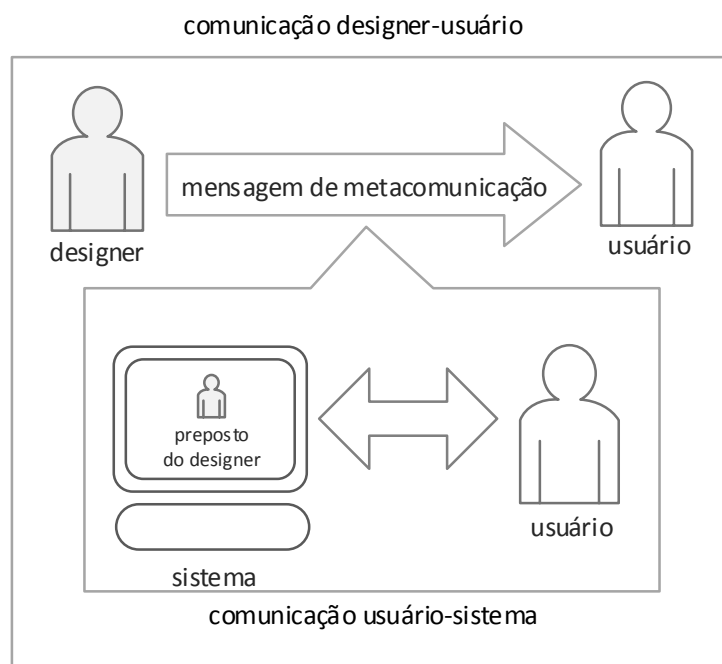 comunicação designer-usuário
mensagem de metacomunicação
designer
usuário
preposto
do designer
usuário
sistema
comunicação usuário-sistema